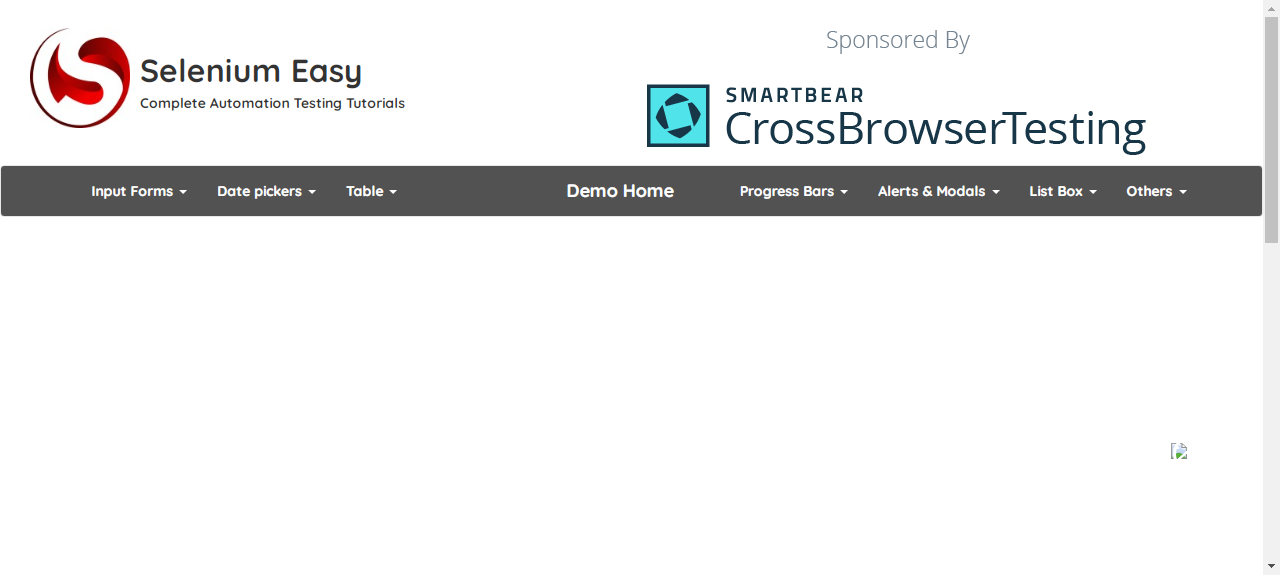 Selenium Easy
Complete Automation Testing Tutorials
Sponsored By
SMARTBEAR
CrossBrowserTesting
Input Forms Date pickers Table Demo Home Progress Bars Alerts & Modals List Box Others